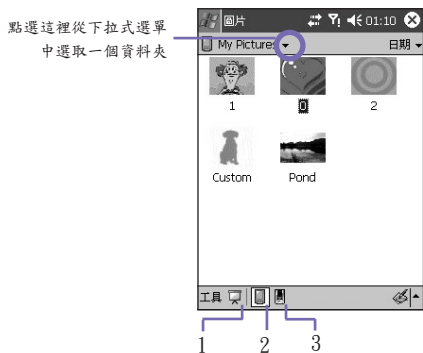 點選這裡從下拉式選單
中選取一個資料夾
圖片 01:10
My Pictures 日期
1 0 2
Custom Pond
工具
1 2 3